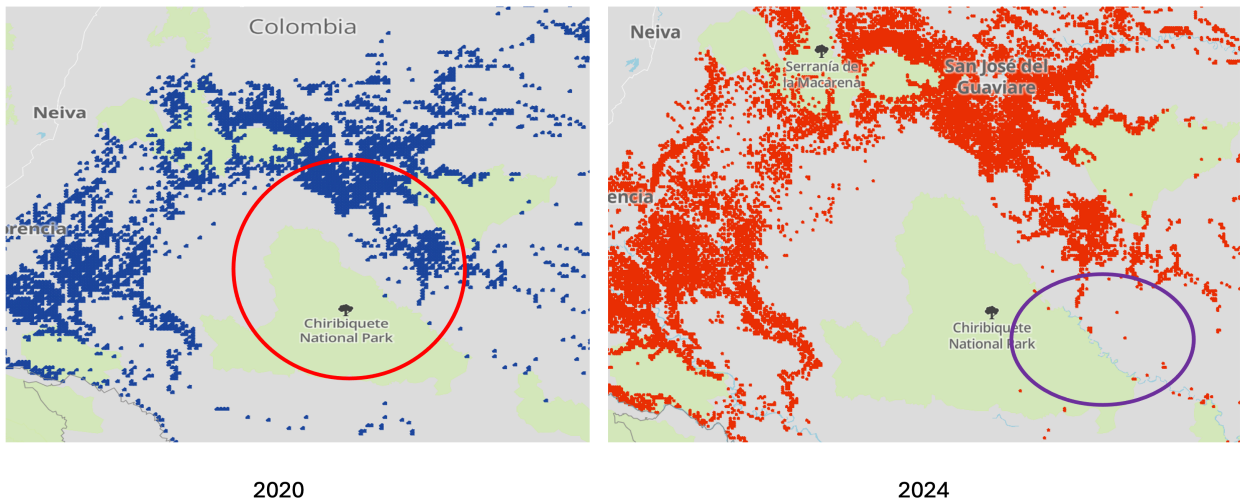 Colombia
Neiva
orencia
Chiribiquete
National Park
Neiva
Serranía de
la Macarena
San José del
Guaviare
encia
Chiribiquete
National Park
2020
2024